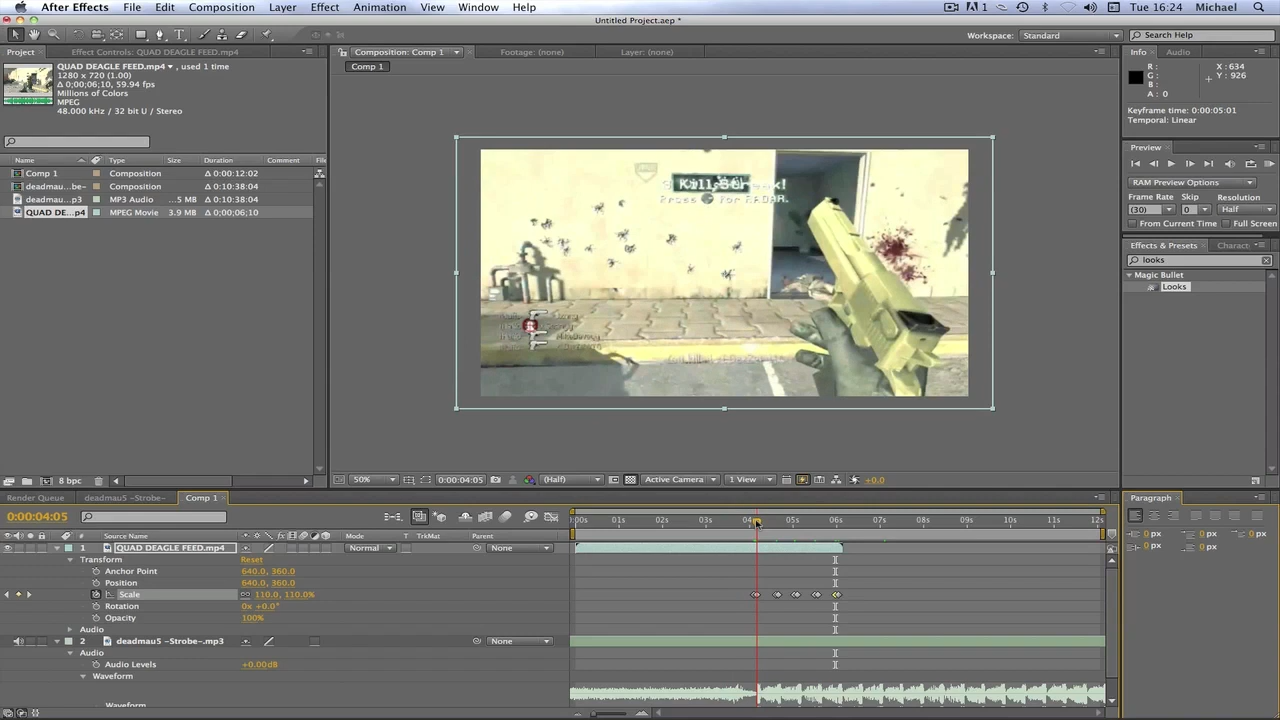 After Effects File Edit Composition Layer Effect Animation View Window Help 1 Tue 16:24 Michael
Untitled Project.aep *
Workspace: Standard Search Help
Project Effect Controls: QUAD DEAGLE FEED.mp4 Composition: Comp 1 Footage: (none) Layer: (none) Info Audio
QUAD DEAGLE FEED.mp4 , used 1 time
1280 x 720 (1.00)
Δ 0:00:06;10, 59.94 fps
Millions of Colors
MPEG
48.000 kHz / 32 bit U / Stereo
Comp 1
R :
G :
B :
A : 0
X : 634
Y : 926
Keyframe time: 0:00:05:01
Temporal: Linear
Preview
RAM Preview Options
Frame Rate Skip Resolution
(30) 0 Half
From Current Time Full Screen
Effects & Presets Charact
looks
Magic Bullet
Looks
Name Type Size Duration Comment File
Comp 1 Composition Δ 0:00:12:02
deadmau...be- Composition Δ 0:10:38:04
deadmau...p3 MP3 Audio ...5 MB Δ 0:10:38:04
QUAD DE...p4 MPEG Movie 3.9 MB Δ 0:00:06;10
Kill Streak!
for RADAR.
8 bpc
50% 0:00:04:05 (Half) Active Camera 1 View +0.0
Render Queue deadmau5 -Strobe- Comp 1
Paragraph
0:00:04:05
:00s 01s 02s 03s 04s 05s 06s 07s 08s 09s 10s 11s 12s
# Source Name Mode T TrkMat Parent
1 QUAD DEAGLE FEED.mp4 Normal None
Transform Reset
Anchor Point 640.0, 360.0
Position 640.0, 360.0
Scale 110.0, 110.0%
Rotation 0x +0.0°
Opacity 100%
Audio
2 deadmau5 -Strobe-.mp3 None
Audio
Audio Levels +0.00dB
Waveform
Waveform
0 px 0 px 0 px
0 px 0 px